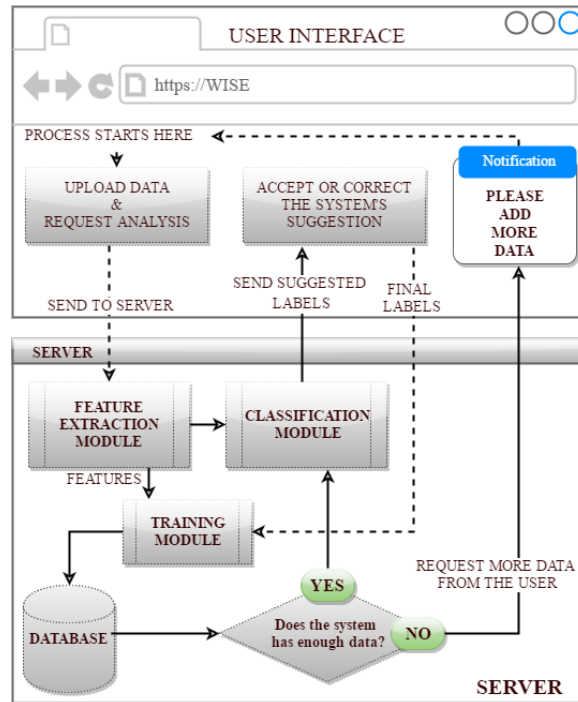 USER INTERFACE
https://WISE
PROCESS STARTS HERE
UPLOAD DATA
&
REQUEST ANALYSIS
ACCEPT OR CORRECT
THE SYSTEM'S
SUGGESTION
Notification
PLEASE
ADD
MORE
DATA
SEND TO SERVER
SEND SUGGESTED
LABELS
FINAL
LABELS
SERVER
FEATURE
EXTRACTION
MODULE
CLASSIFICATION
MODULE
FEATURES
TRAINING
MODULE
REQUEST MORE DATA
FROM THE USER
DATABASE
YES
Does the system
has enough data?
NO
SERVER